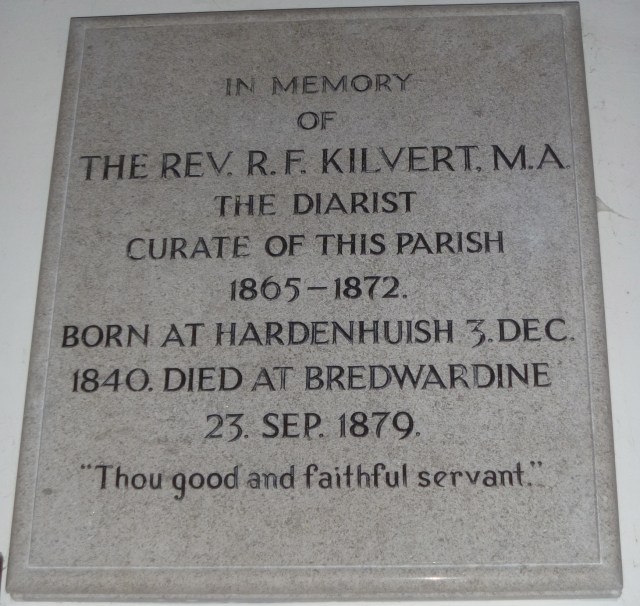 IN MEMORY
OF
THE REV. R. F. KILVERT, M.A.
THE DIARIST
CURATE OF THIS PARISH
1865-1872.
BORN AT HARDENHUISH 3. DEC.
1840. DIED AT BREDWARDINE
23. SEP. 1879.
"Thou good and faithful servant."